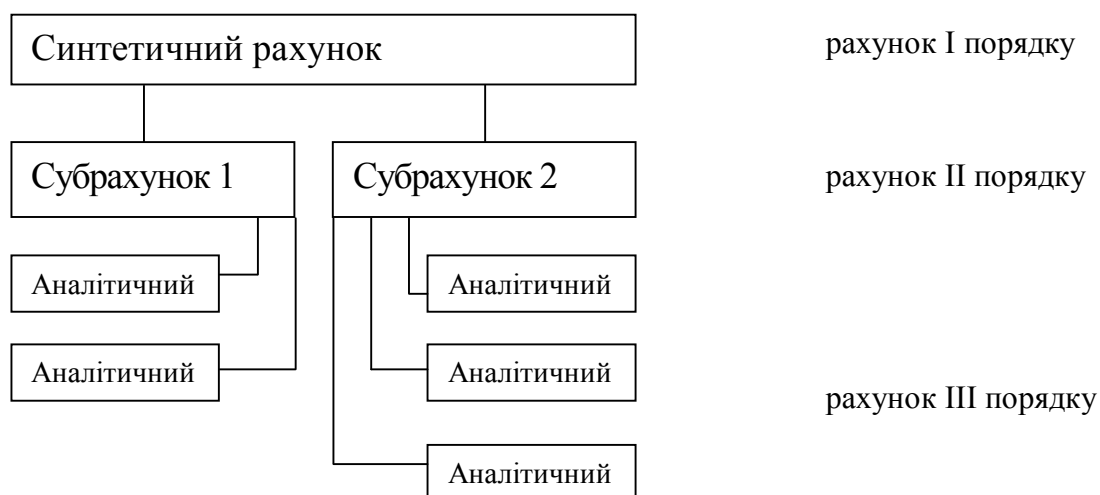 Синтетичний рахунок
рахунок I порядку
Субрахунок 1
Субрахунок 2
рахунок II порядку
Аналітичний
Аналітичний
Аналітичний
Аналітичний
рахунок III порядку
Аналітичний